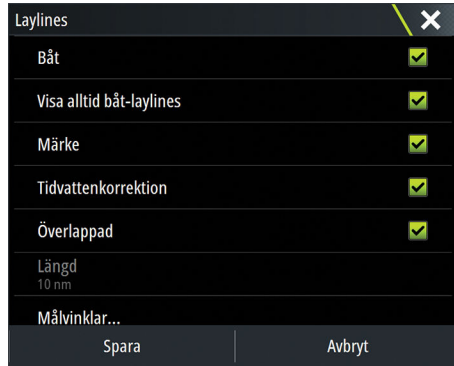 Laylines
Båt
Visa alltid båt-laylines
Märke
Tidvattenkorrektion
Överlappad
Längd
10 nm
Målvinklar...
Spara
Avbryt